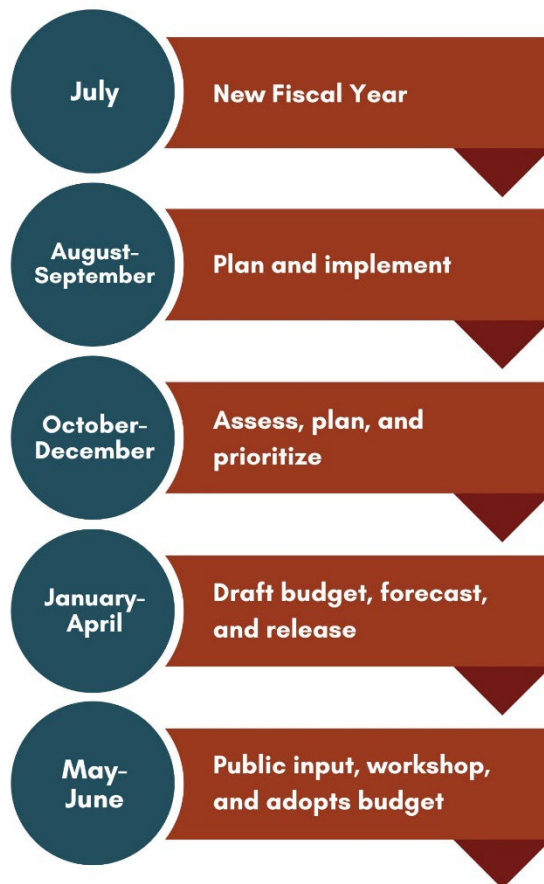 July
New Fiscal Year
August-
September
Plan and implement
October-
December
Assess, plan, and
prioritize
January-
April
Draft budget, forecast,
and release
May-
June
Public input, workshop,
and adopts budget